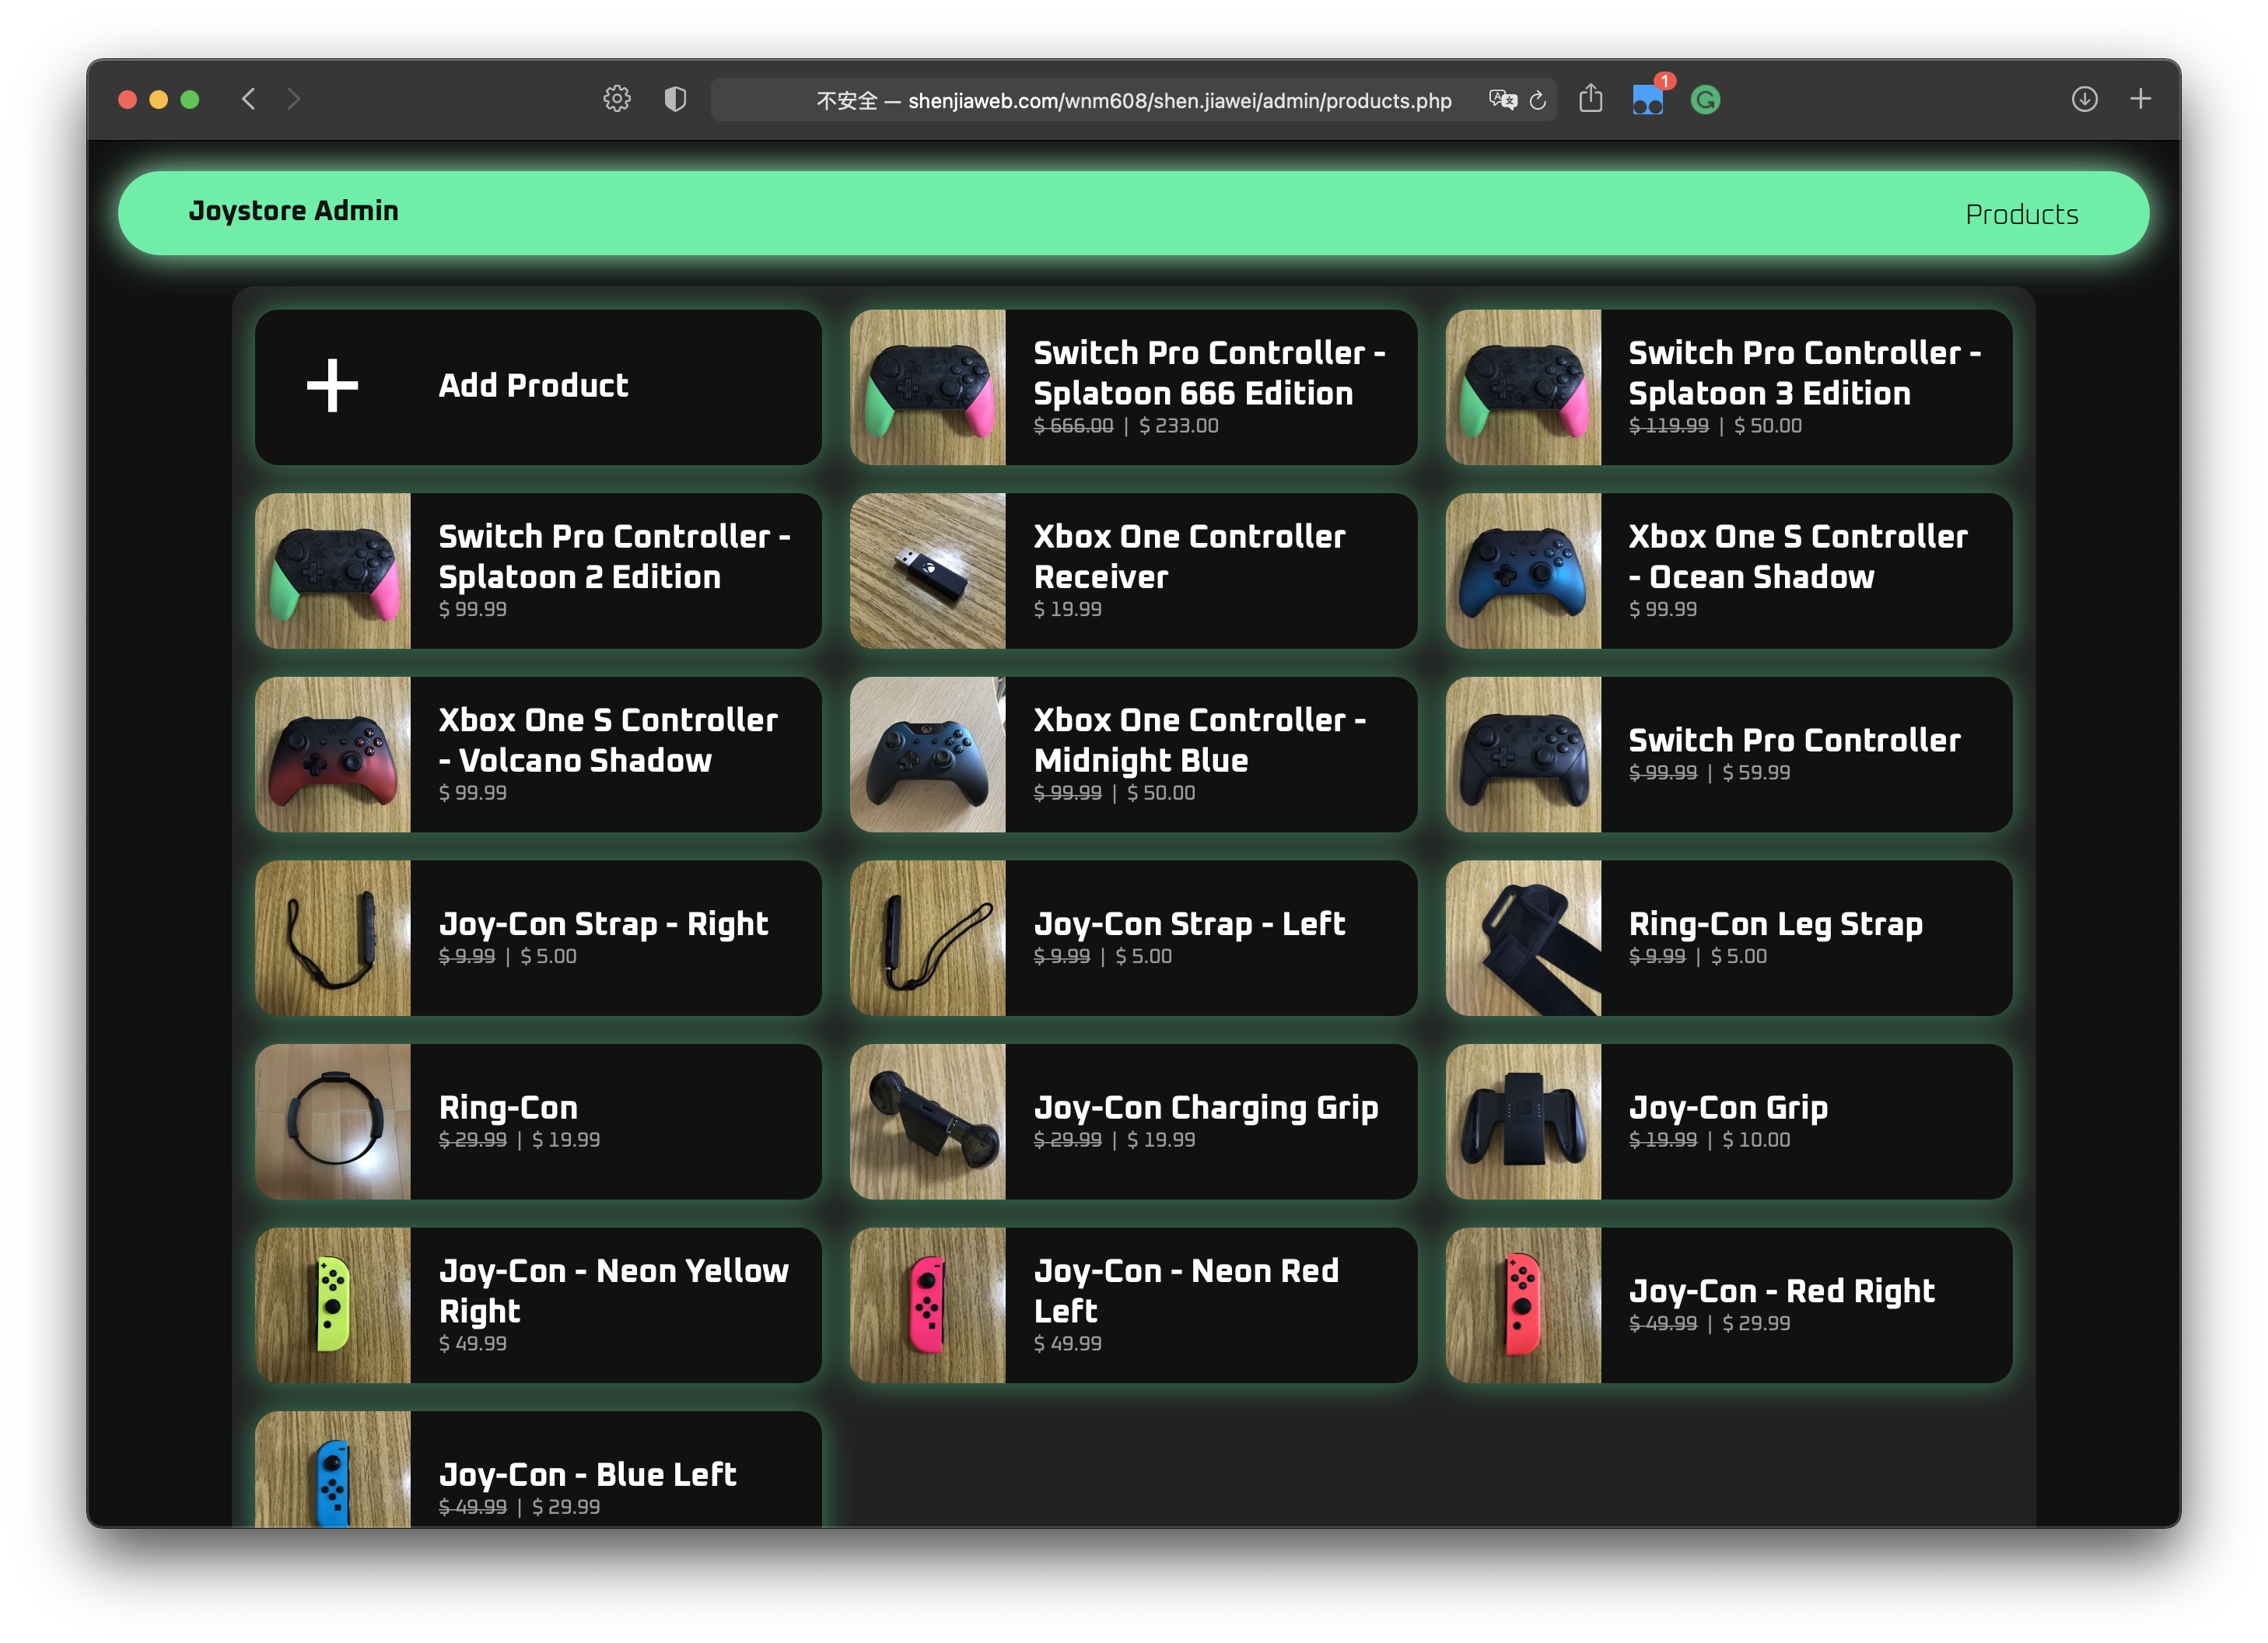 不安全 — shenjiaweb.com/wnm608/shen.jiawei/admin/products.php
1
Joystore Admin
Products
Add Product
Switch Pro Controller -
Splatoon 666 Edition
$ 666.00 | $ 233.00
Switch Pro Controller -
Splatoon 3 Edition
$ 119.99 | $ 50.00
Switch Pro Controller -
Splatoon 2 Edition
$ 99.99
Xbox One Controller
Receiver
$ 19.99
Xbox One S Controller
- Ocean Shadow
$ 99.99
Xbox One S Controller
- Volcano Shadow
$ 99.99
Xbox One Controller -
Midnight Blue
$ 99.99 | $ 50.00
Switch Pro Controller
$ 99.99 | $ 59.99
Joy-Con Strap - Right
$ 9.99 | $ 5.00
Joy-Con Strap - Left
$ 9.99 | $ 5.00
Ring-Con Leg Strap
$ 9.99 | $ 5.00
Ring-Con
$ 29.99 | $ 19.99
Joy-Con Charging Grip
$ 29.99 | $ 19.99
Joy-Con Grip
$ 19.99 | $ 10.00
Joy-Con - Neon Yellow
Right
$ 49.99
Joy-Con - Neon Red
Left
$ 49.99
Joy-Con - Red Right
$ 49.99 | $ 29.99
Joy-Con - Blue Left
$ 49.99 | $ 29.99